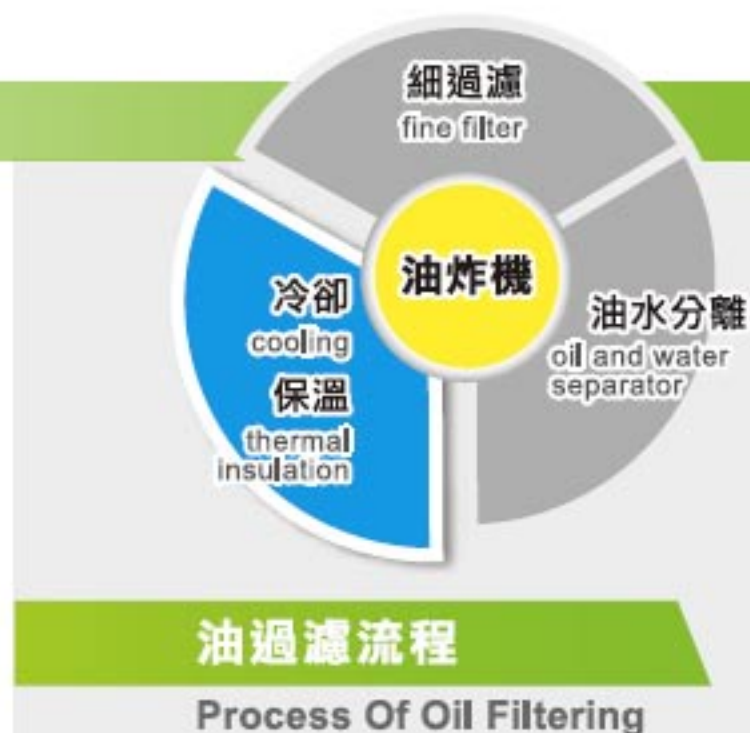 細過濾
fine filter
油炸機
油水分離
oil and water
separator
冷卻
cooling
保溫
thermal
insulation
油過濾流程
Process Of Oil Filtering